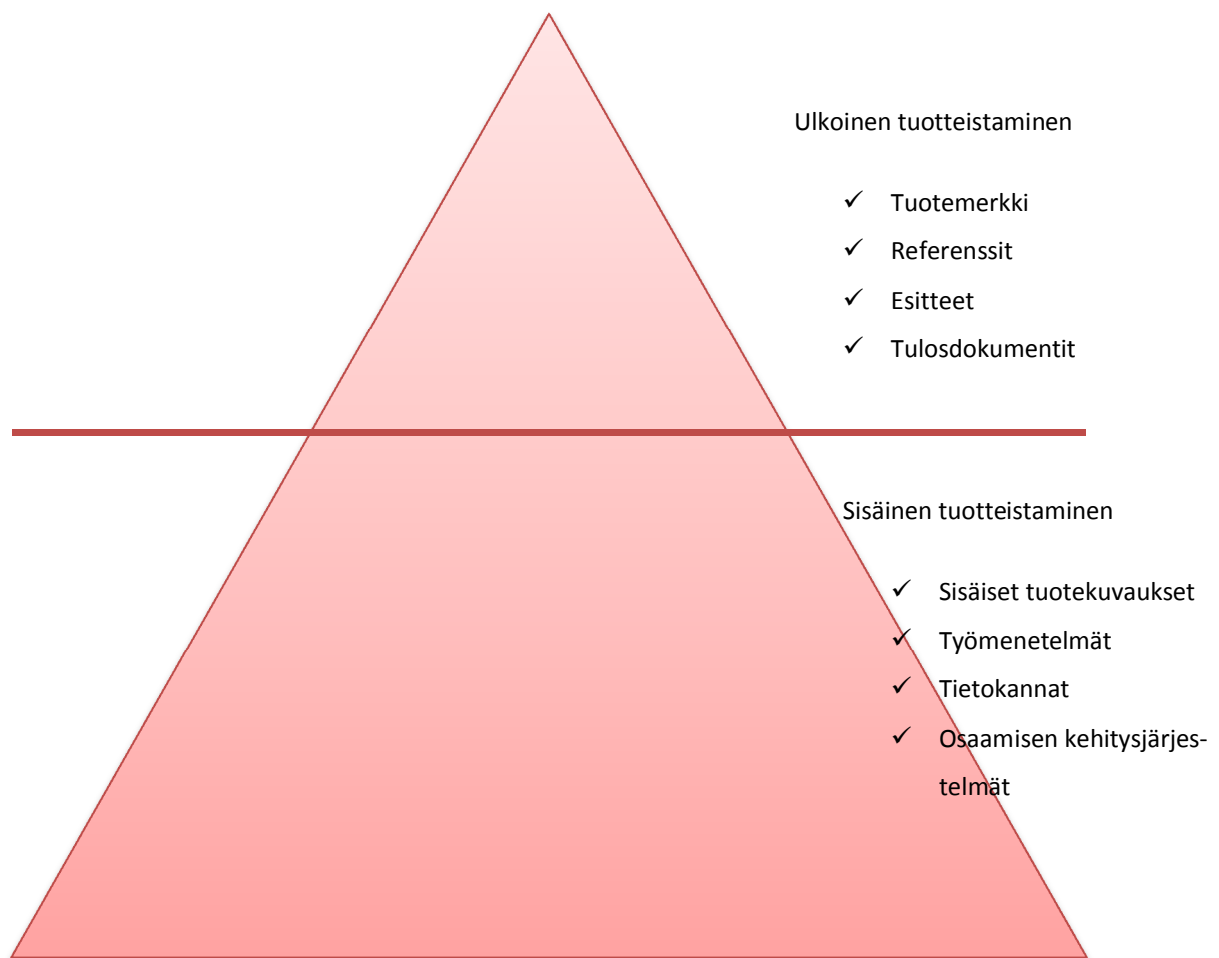 Ulkoinen tuotteistaminen
✓ Tuotemerkki
✓ Referenssit
✓ Esitteet
✓ Tulosdokumentit
Sisäinen tuotteistaminen
✓ Sisäiset tuotekuvaukset
✓ Työmenetelmät
✓ Tietokannat
✓ Osaamisen kehitysjärjes-
telmät